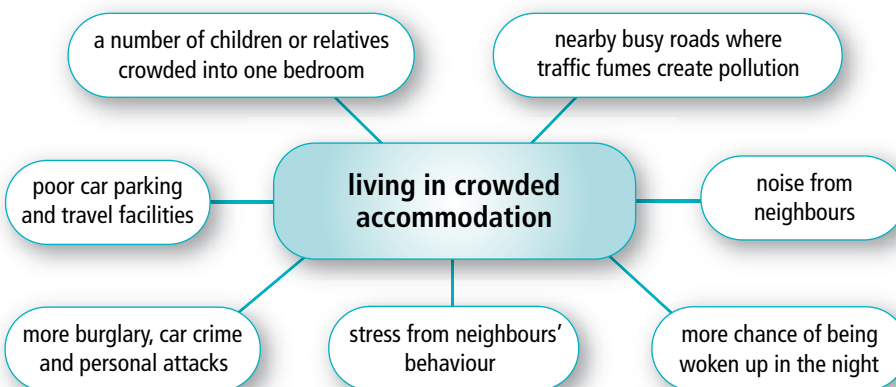 a number of children or relatives
crowded into one bedroom
nearby busy roads where
traffic fumes create pollution
poor car parking
and travel facilities
living in crowded
accommodation
noise from
neighbours
more burglary, car crime
and personal attacks
stress from neighbours’
behaviour
more chance of being
woken up in the night